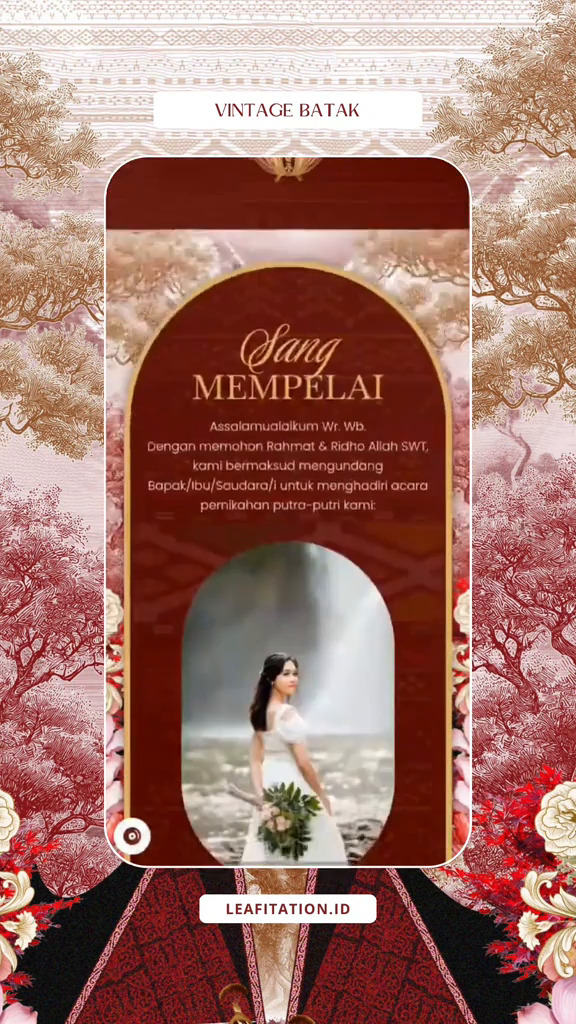 VINTAGE BATAK
Sang
MEMPELAI
Assalamualaikum Wr. Wb.
Dengan memohon Rahmat & Ridho Allah SWT,
kami bermaksud mengundang
Bapak/Ibu/Saudara/i untuk menghadiri acara
pernikahan putra-putri kami:
LEAFITATION.ID